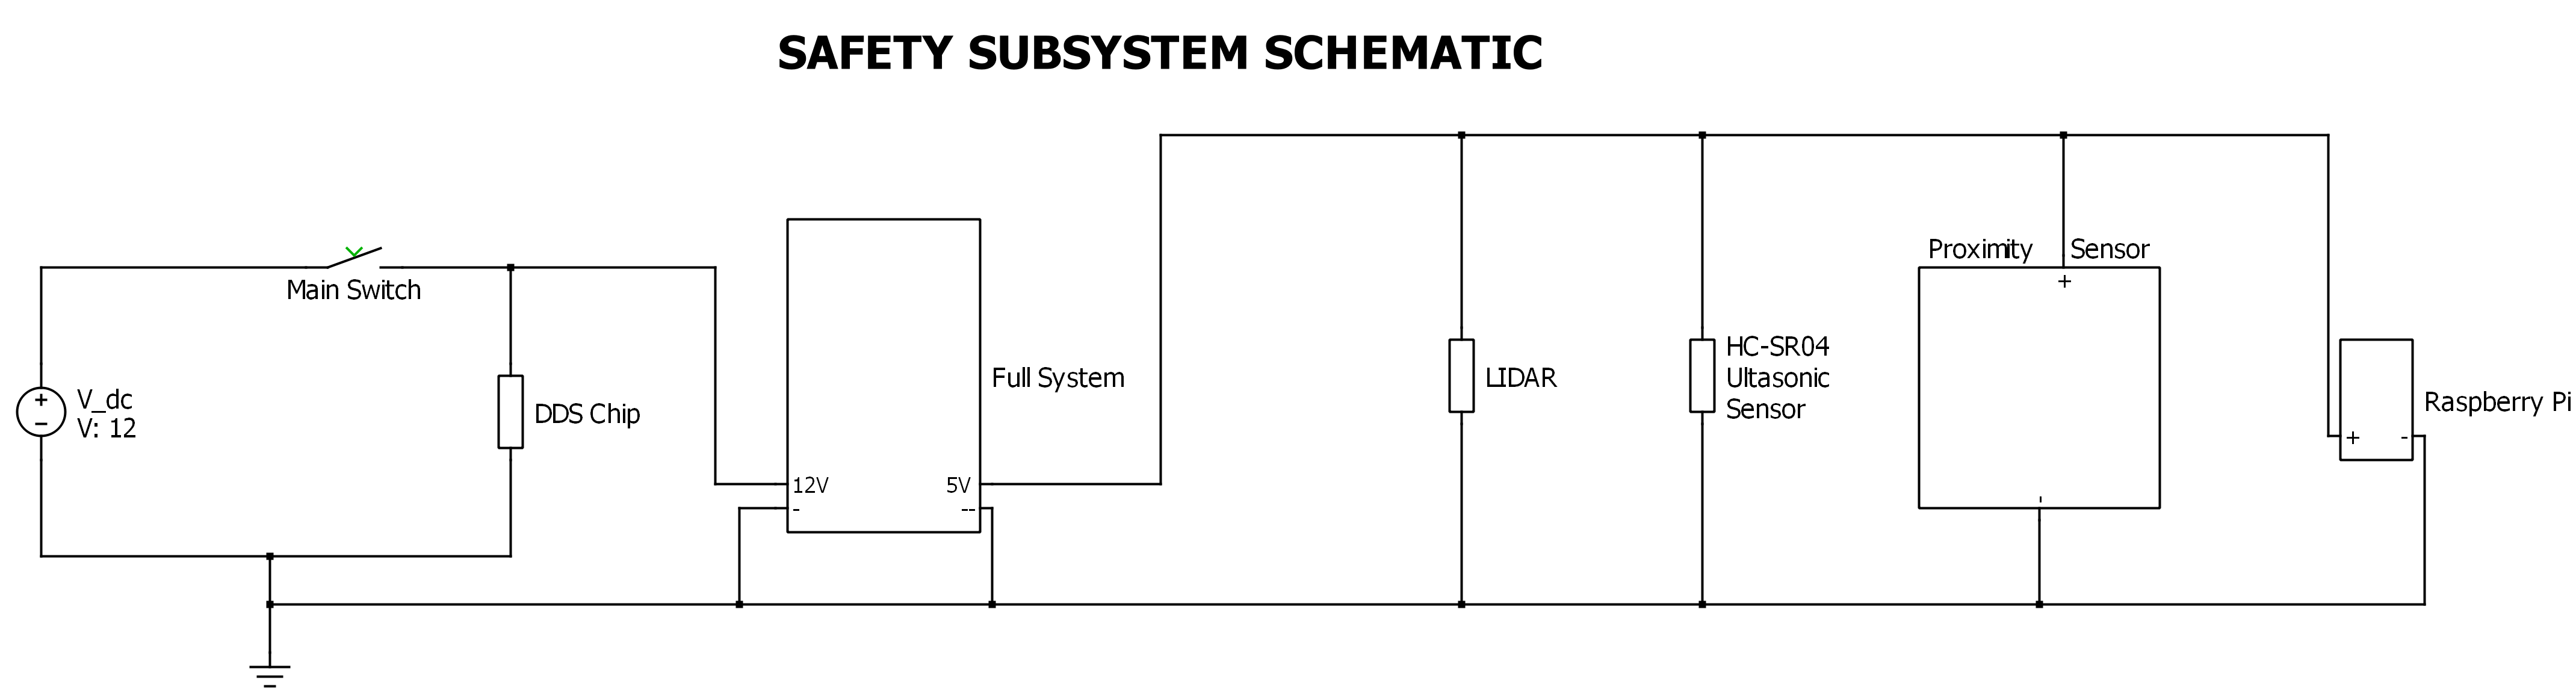 SAFETY SUBSYSTEM SCHEMATIC
Main Switch
+
-
V_dc
V: 12
DDS Chip
12V
-
5V
--
Full System
LIDAR
HC-SR04
Ultasonic
Sensor
Proximity Sensor
+
-
+ -
Raspberry Pi